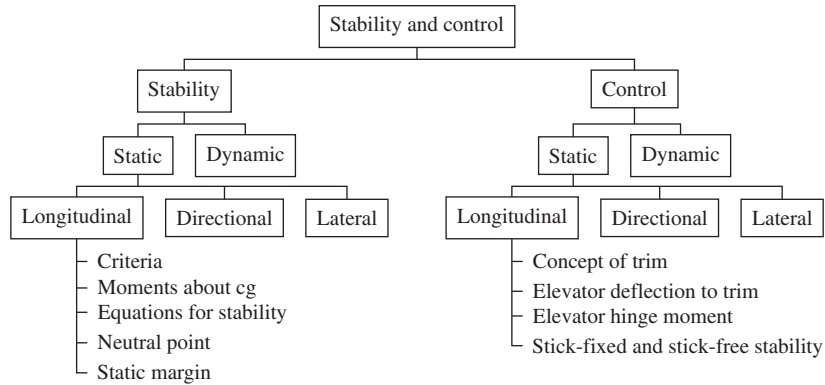 Stability and control
Stability
Control
Static
Dynamic
Static
Dynamic
Longitudinal
Directional
Lateral
Longitudinal
Directional
Lateral
Criteria
Moments about cg
Equations for stability
Neutral point
Static margin
Concept of trim
Elevator deflection to trim
Elevator hinge moment
Stick-fixed and stick-free stability